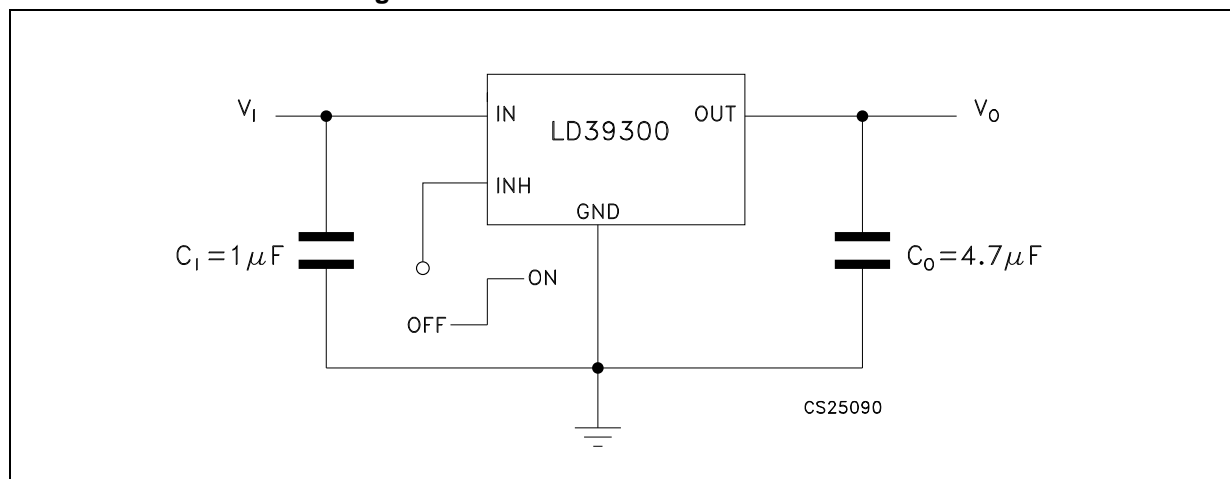 V_I
IN
OUT
V_O
LD39300
INH
GND
C_I=1μF
C_O=4.7μF
ON
OFF
CS25090